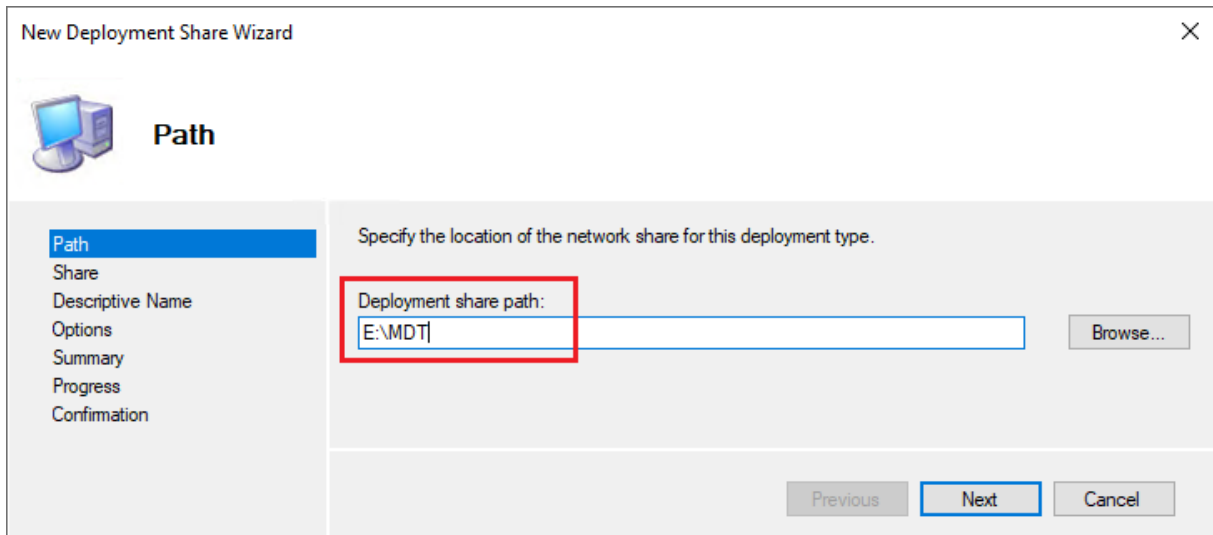 New Deployment Share Wizard
Path
Path
Share
Descriptive Name
Options
Summary
Progress
Confirmation
Specify the location of the network share for this deployment type.
Deployment share path:
E:\MDT
Browse...
Previous
Next
Cancel